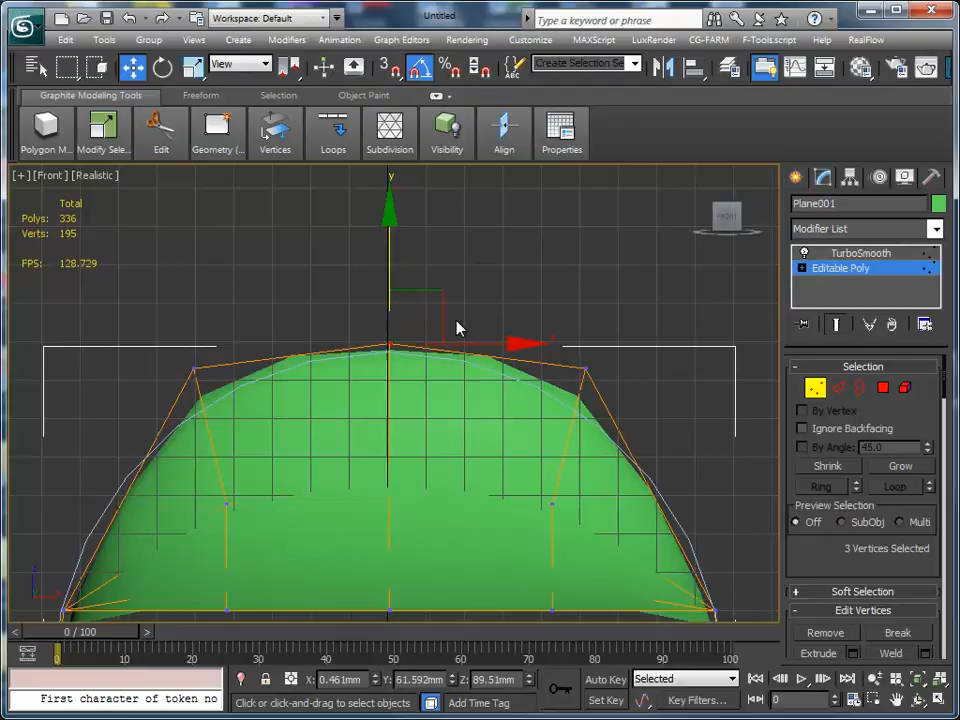 Workspace: Default
Untitled
Type a keyword or phrase
Edit Tools Group Views Create Modifiers Animation Graph Editors Rendering Customize MAXScript LuxRender CG-FARM F-Tools.script Help RealFlow
View
3
Create Selection Se
Graphite Modeling Tools Freeform Selection Object Paint
Polygon M... Modify Sele... Edit Geometry (... Vertices Loops Subdivision Visibility Align Properties
[+] [Front] [Realistic]
y
Total
Polys: 336
Verts: 195
FPS: 128.729
FRONT
x
Plane001
Modifier List
TurboSmooth
Editable Poly
Selection
By Vertex
Ignore Backfacing
By Angle: 45.0
Shrink Grow
Ring Loop
Preview Selection
Off SubObj Multi
3 Vertices Selected
Soft Selection
Edit Vertices
Remove Break
Extrude Weld
0 / 100
0 10 20 30 40 50 60 70 80 90 100
X: 0.461mm Y: 61.592mm Z: 89.51mm
Auto Key Selected
First character of token no
Click or click-and-drag to select objects
Add Time Tag
Set Key Key Filters...
0